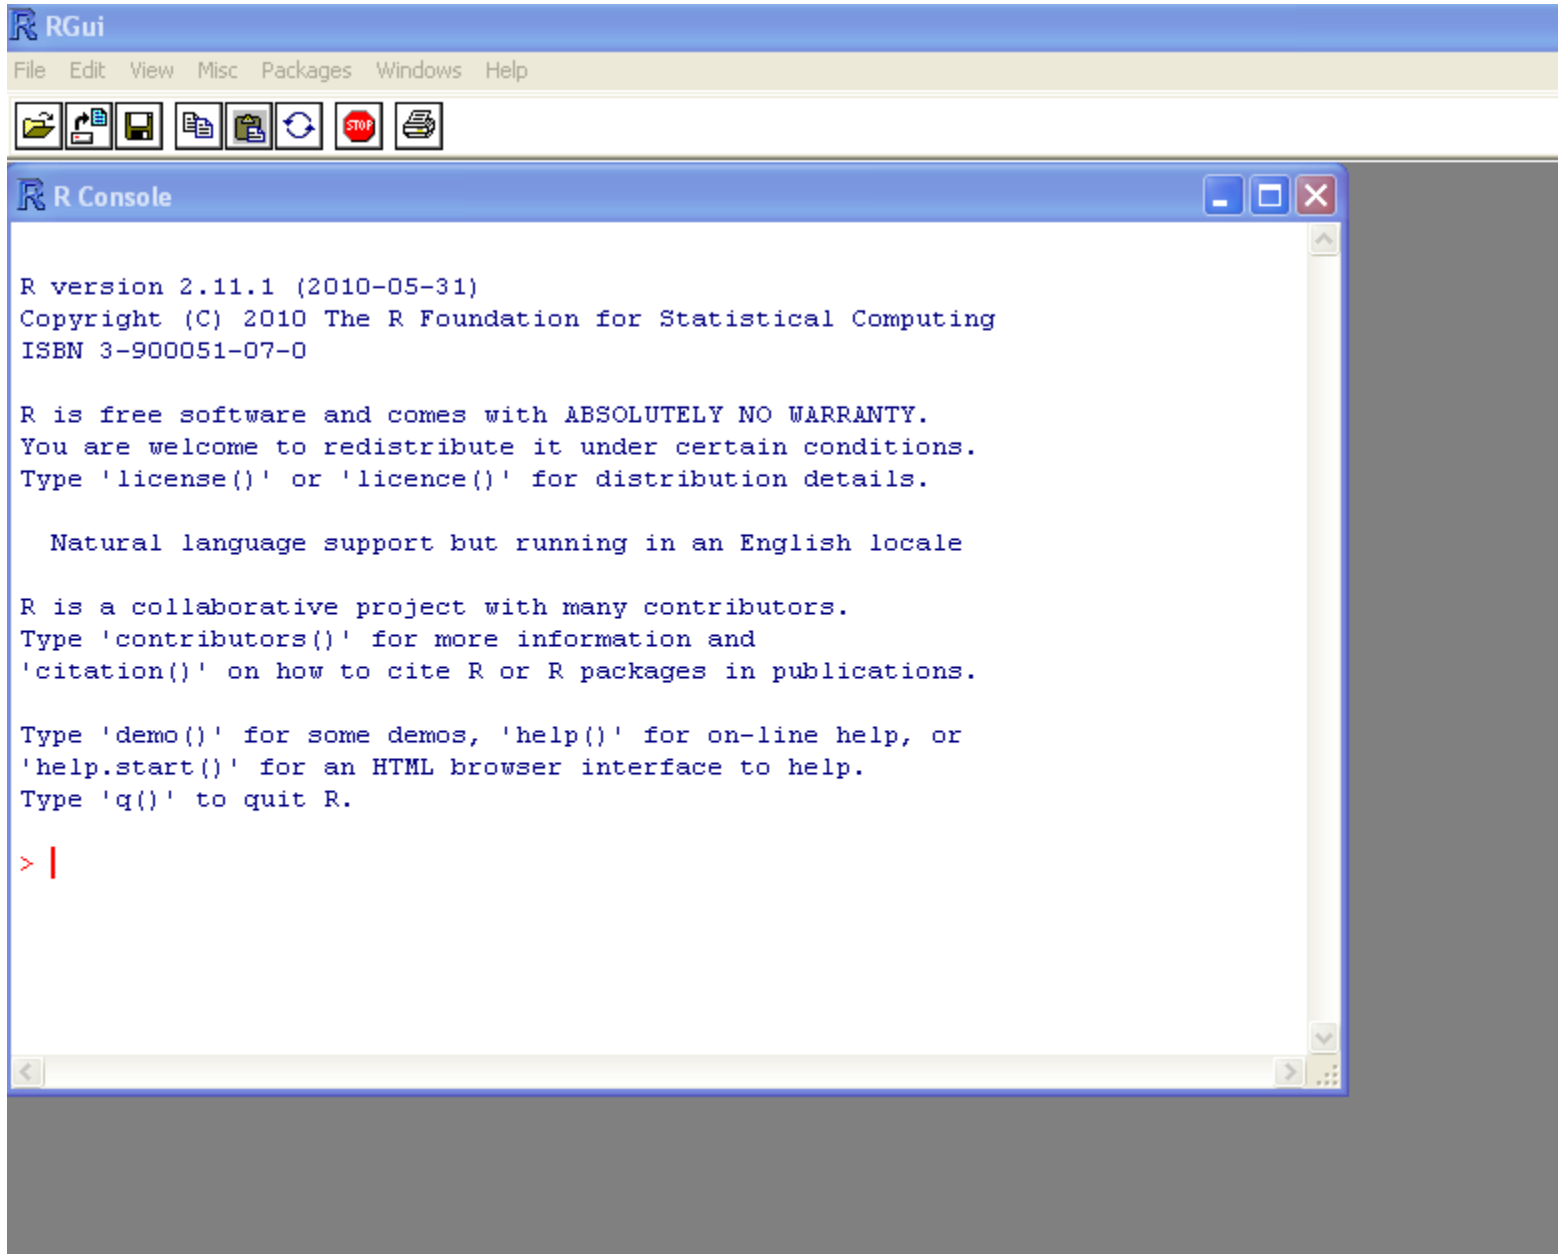 RGui
File Edit View Misc Packages Windows Help
STOP
R Console
R version 2.11.1 (2010-05-31)
Copyright (C) 2010 The R Foundation for Statistical Computing
ISBN 3-900051-07-0
R is free software and comes with ABSOLUTELY NO WARRANTY.
You are welcome to redistribute it under certain conditions.
Type 'license()' or 'licence()' for distribution details.
Natural language support but running in an English locale
R is a collaborative project with many contributors.
Type 'contributors()' for more information and
'citation()' on how to cite R or R packages in publications.
Type 'demo()' for some demos, 'help()' for on-line help, or
'help.start()' for an HTML browser interface to help.
Type 'q()' to quit R.
>